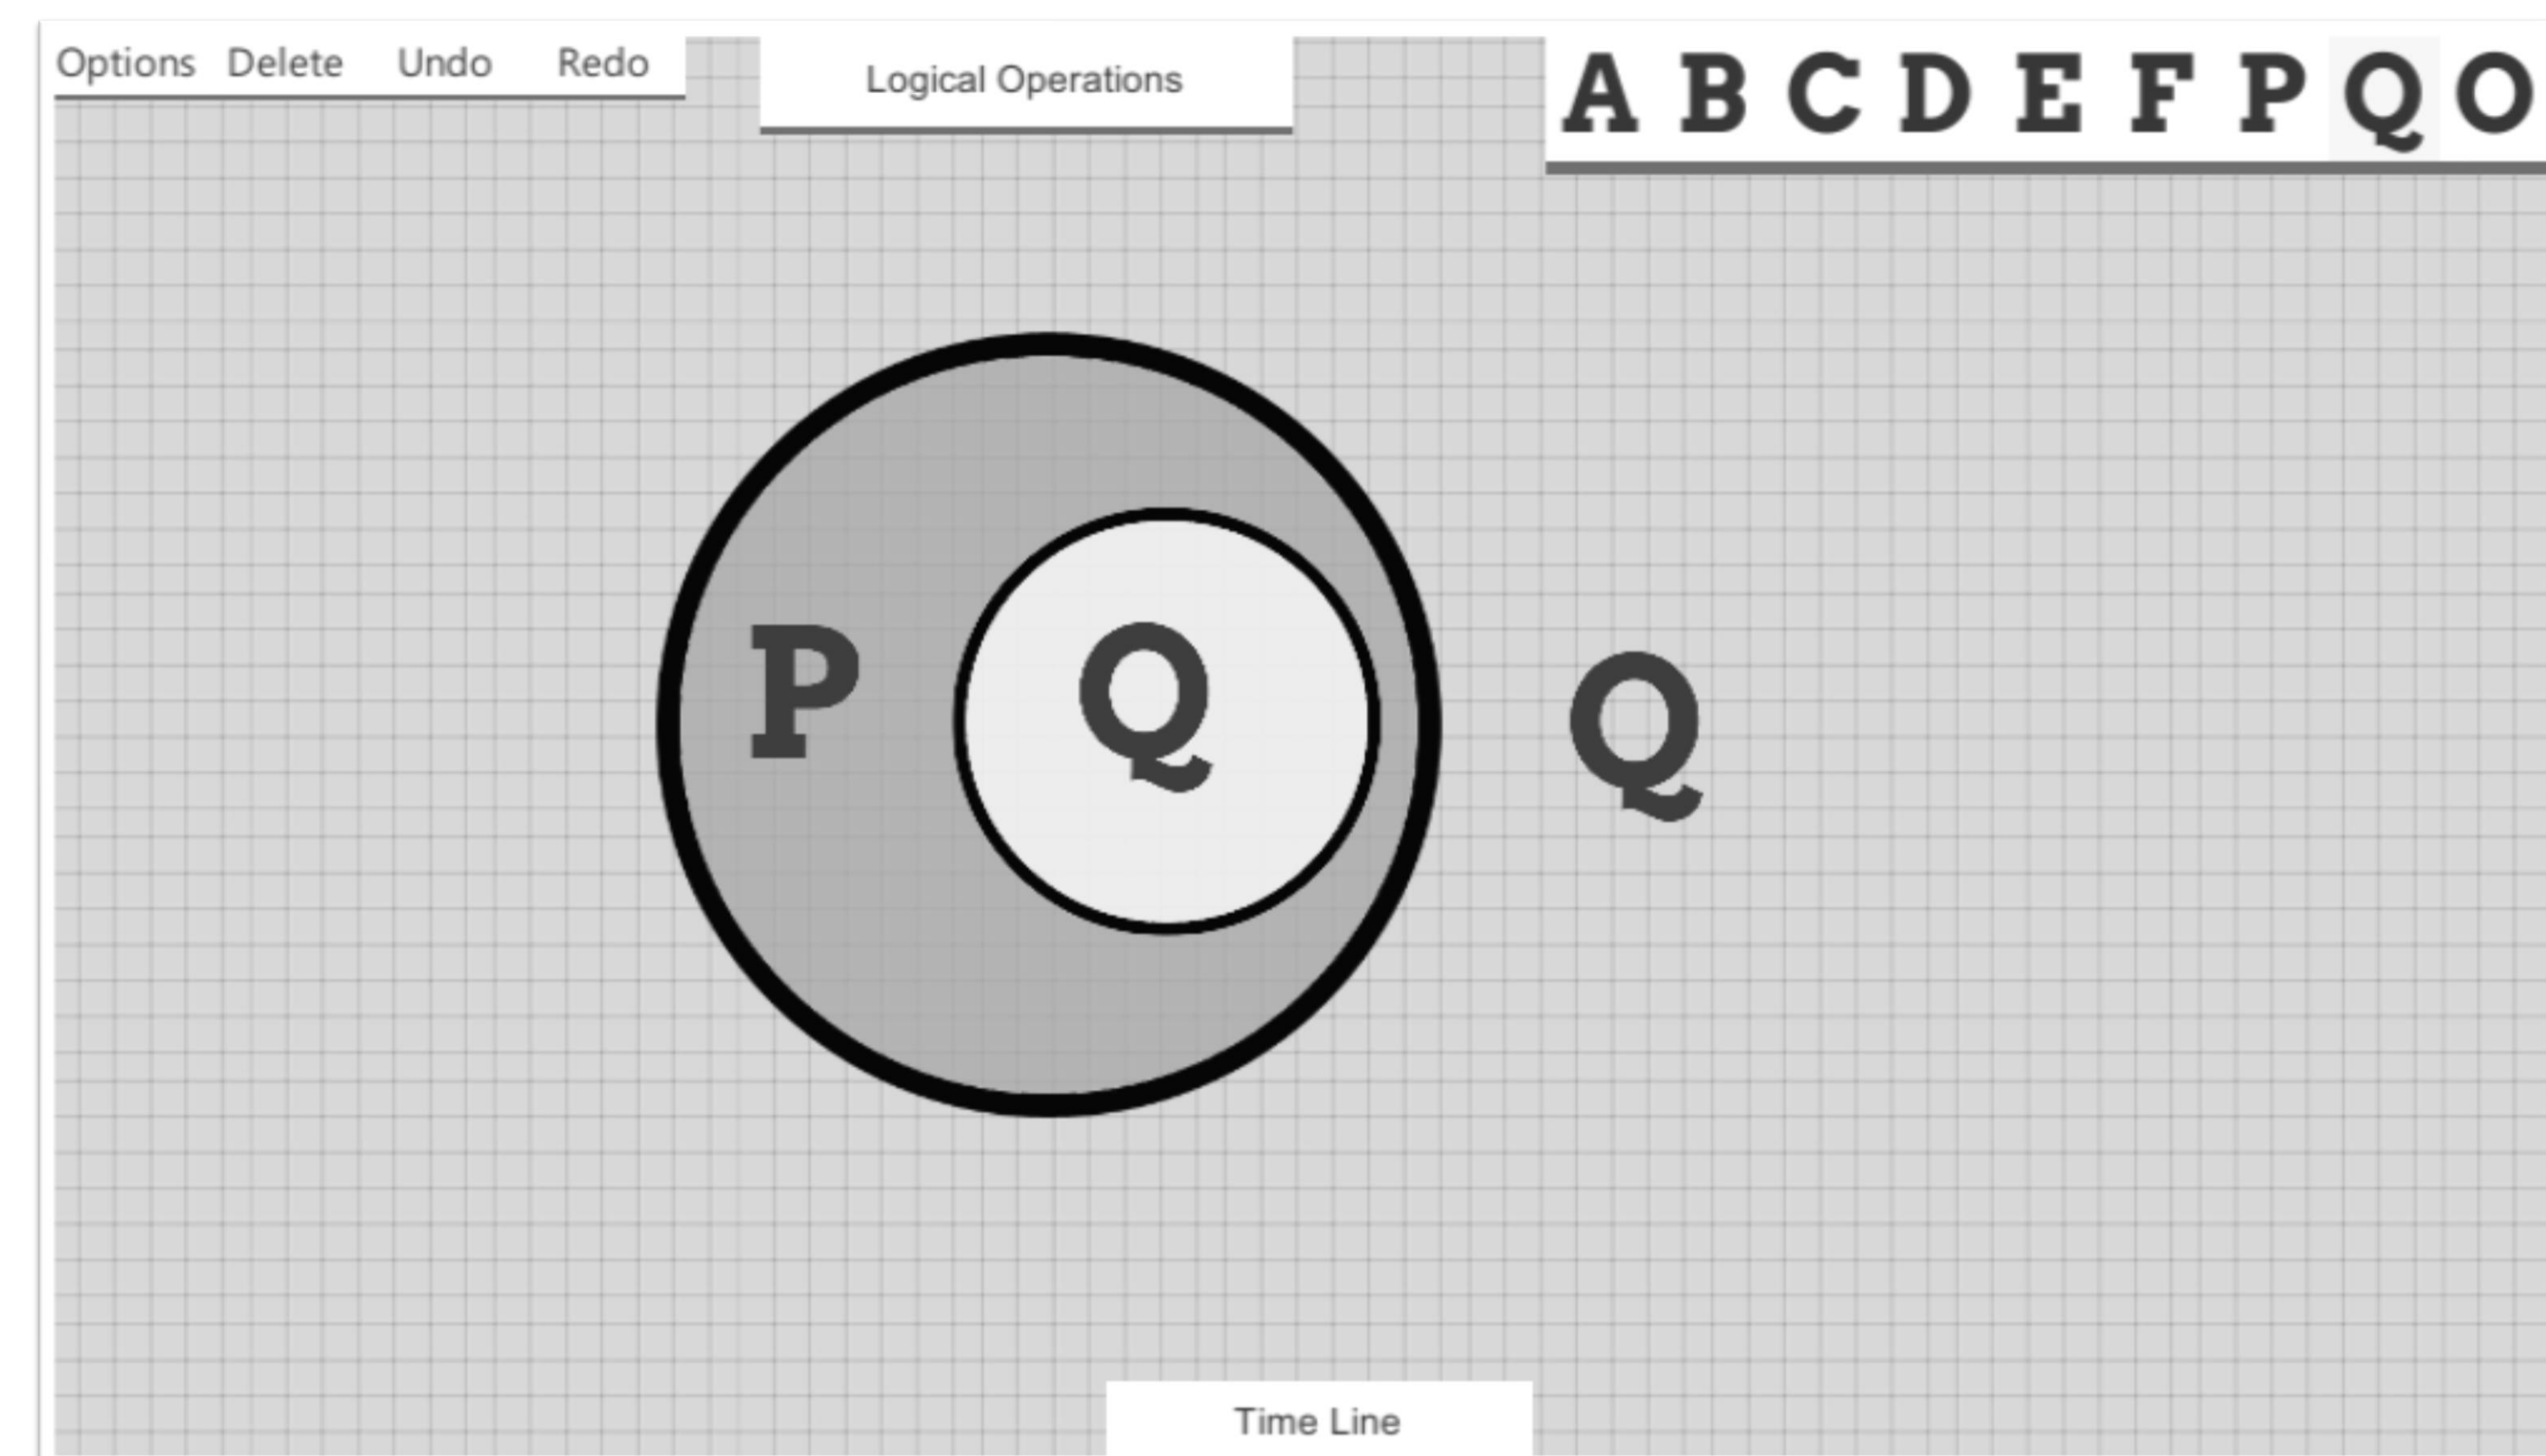 Options Delete Undo Redo
Logical Operations
A B C D E F P Q O
P Q Q
Time Line